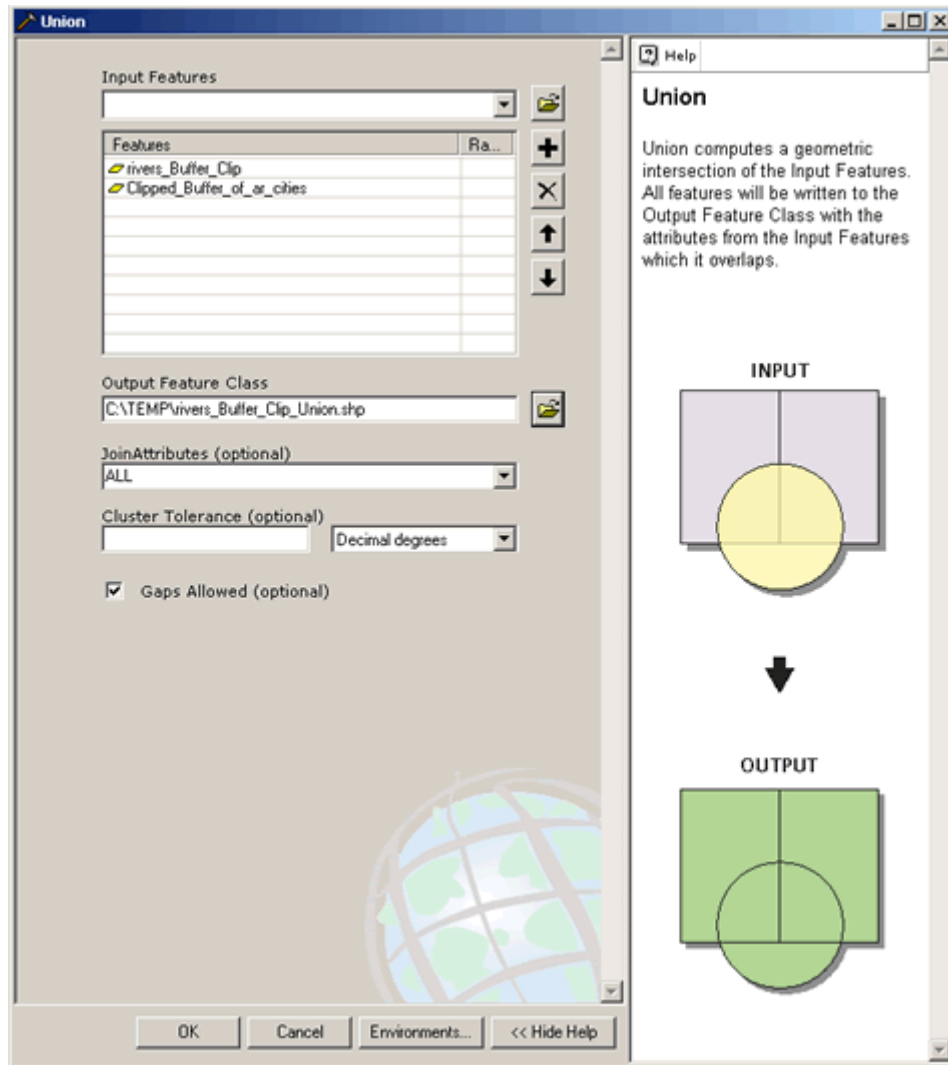 Union
Input Features
Features Ra...
rivers_Buffer_Clip
Clipped_Buffer_of_ar_cities
Output Feature Class
C:\TEMP\rivers_Buffer_Clip_Union.shp
JoinAttributes (optional)
ALL
Cluster Tolerance (optional)
Decimal degrees
Gaps Allowed (optional)
OK Cancel Environments... << Hide Help
Help
Union
Union computes a geometric
intersection of the Input Features.
All features will be written to the
Output Feature Class with the
attributes from the Input Features
which it overlaps.
INPUT
OUTPUT